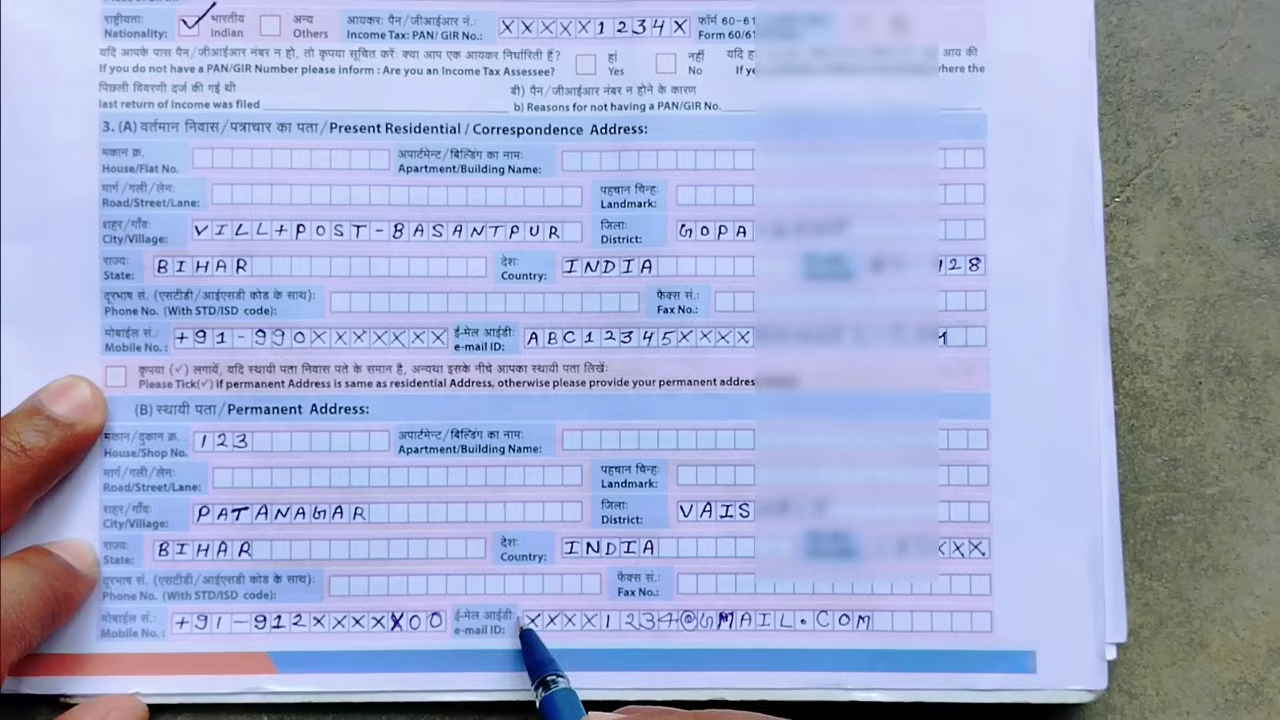 राष्ट्रीयताः भारतीय अन्य आयकरः पैन/जीआईआर नं.: फॉर्म 60-61
Nationality: Indian Others Income Tax: PAN/ GIR No.: XXXXX1234X Form 60/61
यदि आपके पास पैन/जीआईआर नंबर न हो, तो कृपया सूचित करेंः क्या आप एक आयकर निर्धारिती हैं? हां नहीं यदि आय की
If you do not have a PAN/GIR Number please inform : Are you an Income Tax Assessee? Yes No where the
पिछली विवरणी दर्ज की गई थी बी) पैन/जीआईआर नंबर न होने के कारण
last return of income was filed b) Reasons for not having a PAN/GIR No.
3. (A) वर्तमान निवास/पत्राचार का पता/Present Residential / Correspondence Address:
मकान क्र. अपार्टमेन्ट/बिल्डिंग का नामः
House/Flat No. Apartment/Building Name:
मार्ग/गली/लेनः पहचान चिन्हः
Road/Street/Lane: Landmark:
शहर/गाँवः VILL+POST-BASANTPUR जिलाः GOPA
City/Village: District:
राज्यः BIHAR देशः INDIA 128
State: Country:
दूरभाष सं. (एसटीडी/आईएसडी कोड के साथ): फैक्स सं.:
Phone No. (With STD/ISD code): Fax No.:
मोबाईल सं.: +91-990XXXXXXX ई-मेल आईडीः ABC12345XXXX
Mobile No.: e-mail ID:
कृपया (✓) लगायें, यदि स्थायी पता निवास पते के समान है, अन्यथा इसके नीचे आपका स्थायी पता लिखेंः
Please Tick(✓) if permanent Address is same as residential Address, otherwise please provide your permanent addres
(B) स्थायी पता/Permanent Address:
मकान/दुकान क्र. 123 अपार्टमेन्ट/बिल्डिंग का नामः
House/Shop No. Apartment/Building Name:
मार्ग/गली/लेनः पहचान चिन्हः
Road/Street/Lane: Landmark:
शहर/गाँवः PATANAGAR जिलाः VAIS
City/Village: District:
राज्यः BIHAR देशः INDIA XXX
State: Country:
दूरभाष सं. (एसटीडी/आईएसडी कोड के साथ): फैक्स सं.:
Phone No. (With STD/ISD code): Fax No.:
मोबाईल सं.: +91-912XXXXX00 ई-मेल आईडीः XXXX1234@GMAIL.COM
Mobile No.: e-mail ID: